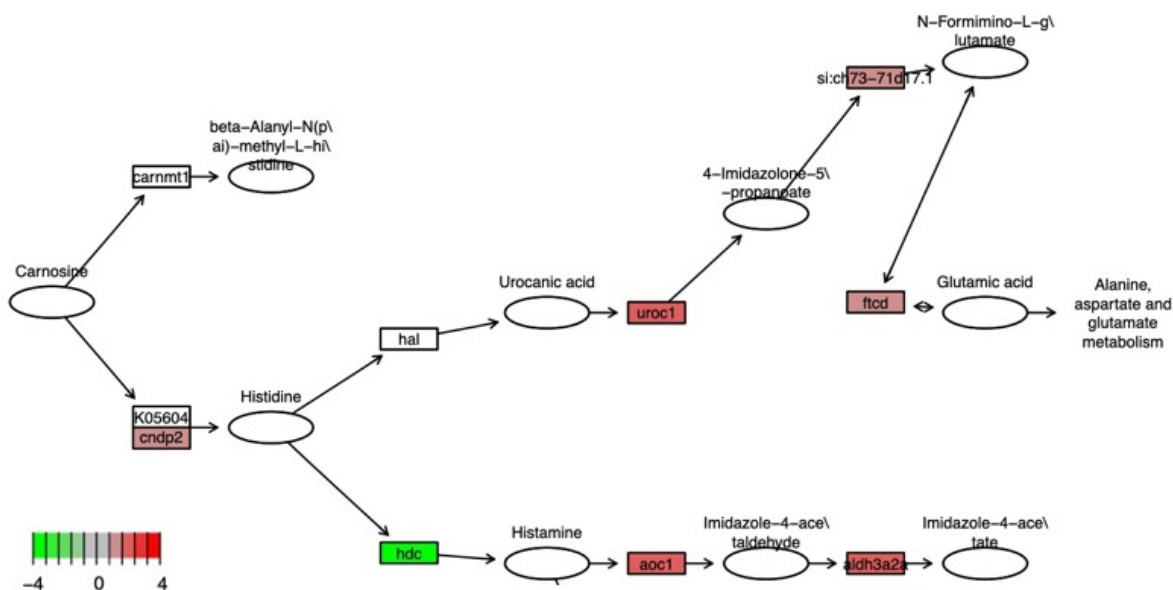 N−Formimino−L−g\
lutamate
si:ch73−71d17.1
beta−Alanyl−N(p\
ai)−methyl−L−hi\
stidine
carnmt1
4−Imidazolone−5\
−propanoate
Carnosine
Urocanic acid
uroc1
ftcd
Glutamic acid
Alanine,
aspartate and
glutamate
metabolism
hal
Histidine
K05604
cndp2
hdc
Histamine
aoc1
Imidazole−4−ace\
taldehyde
aldh3a2a
Imidazole−4−ace\
tate
−4 0 4